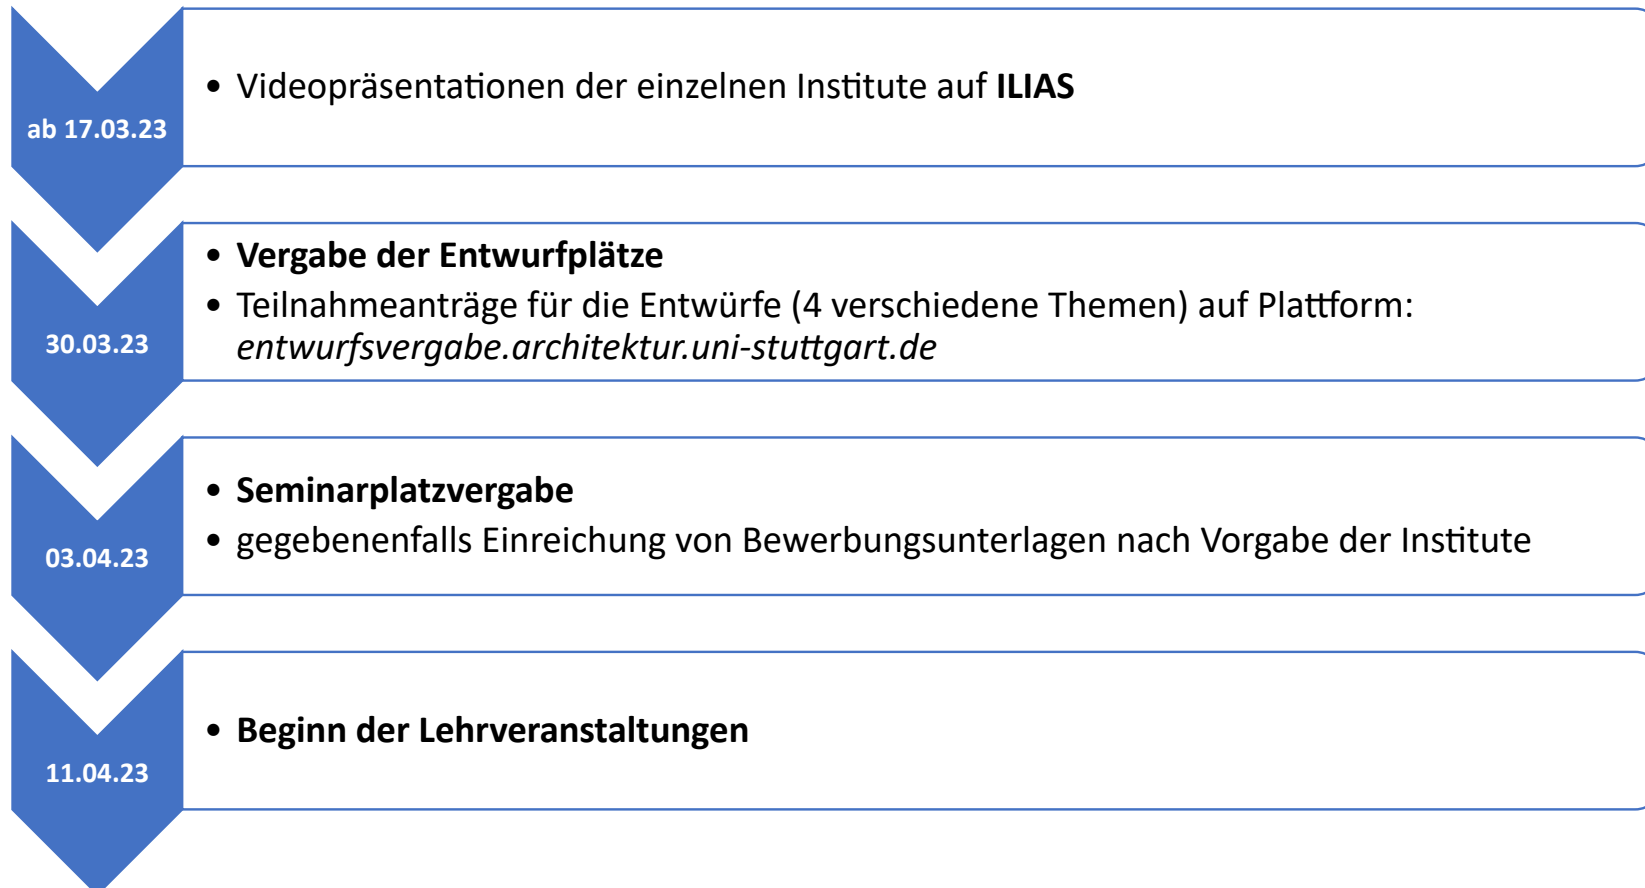 ab 17.03.23
• Videopräsentationen der einzelnen Institute auf ILIAS
30.03.23
• Vergabe der Entwurfplätze
• Teilnahmeanträge für die Entwürfe (4 verschiedene Themen) auf Plattform:
entwurfsvergabe.architektur.uni-stuttgart.de
03.04.23
• Seminarplatzvergabe
• gegebenenfalls Einreichung von Bewerbungsunterlagen nach Vorgabe der Institute
11.04.23
• Beginn der Lehrveranstaltungen